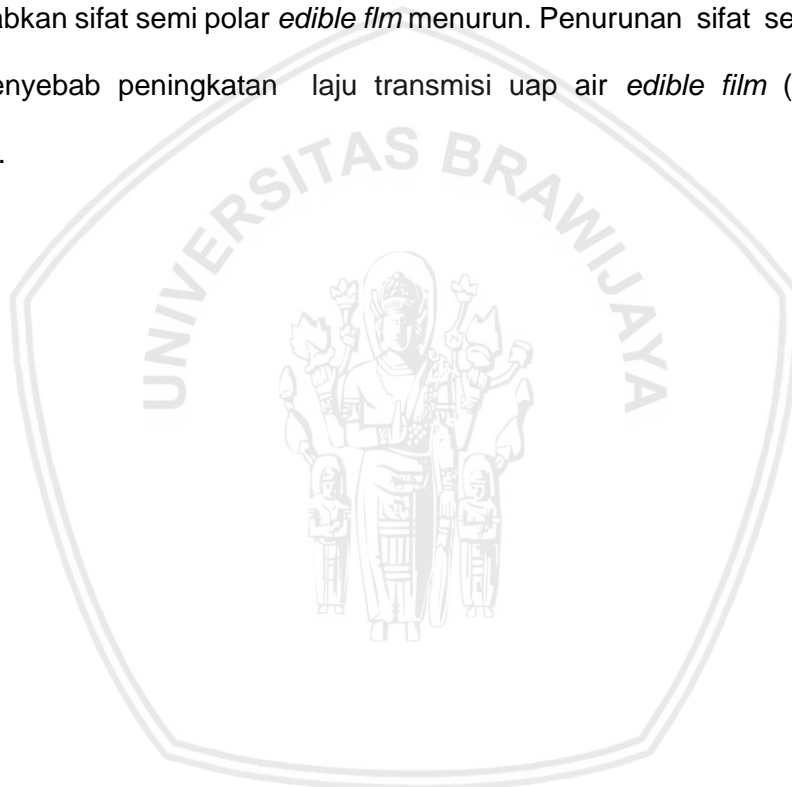 abkan sifat semi polar edible flm menurun. Penurunan sifat se
enyebab peningkatan laju transmisi uap air edible film (
.
UNIVERSITAS BRAWIJAYA